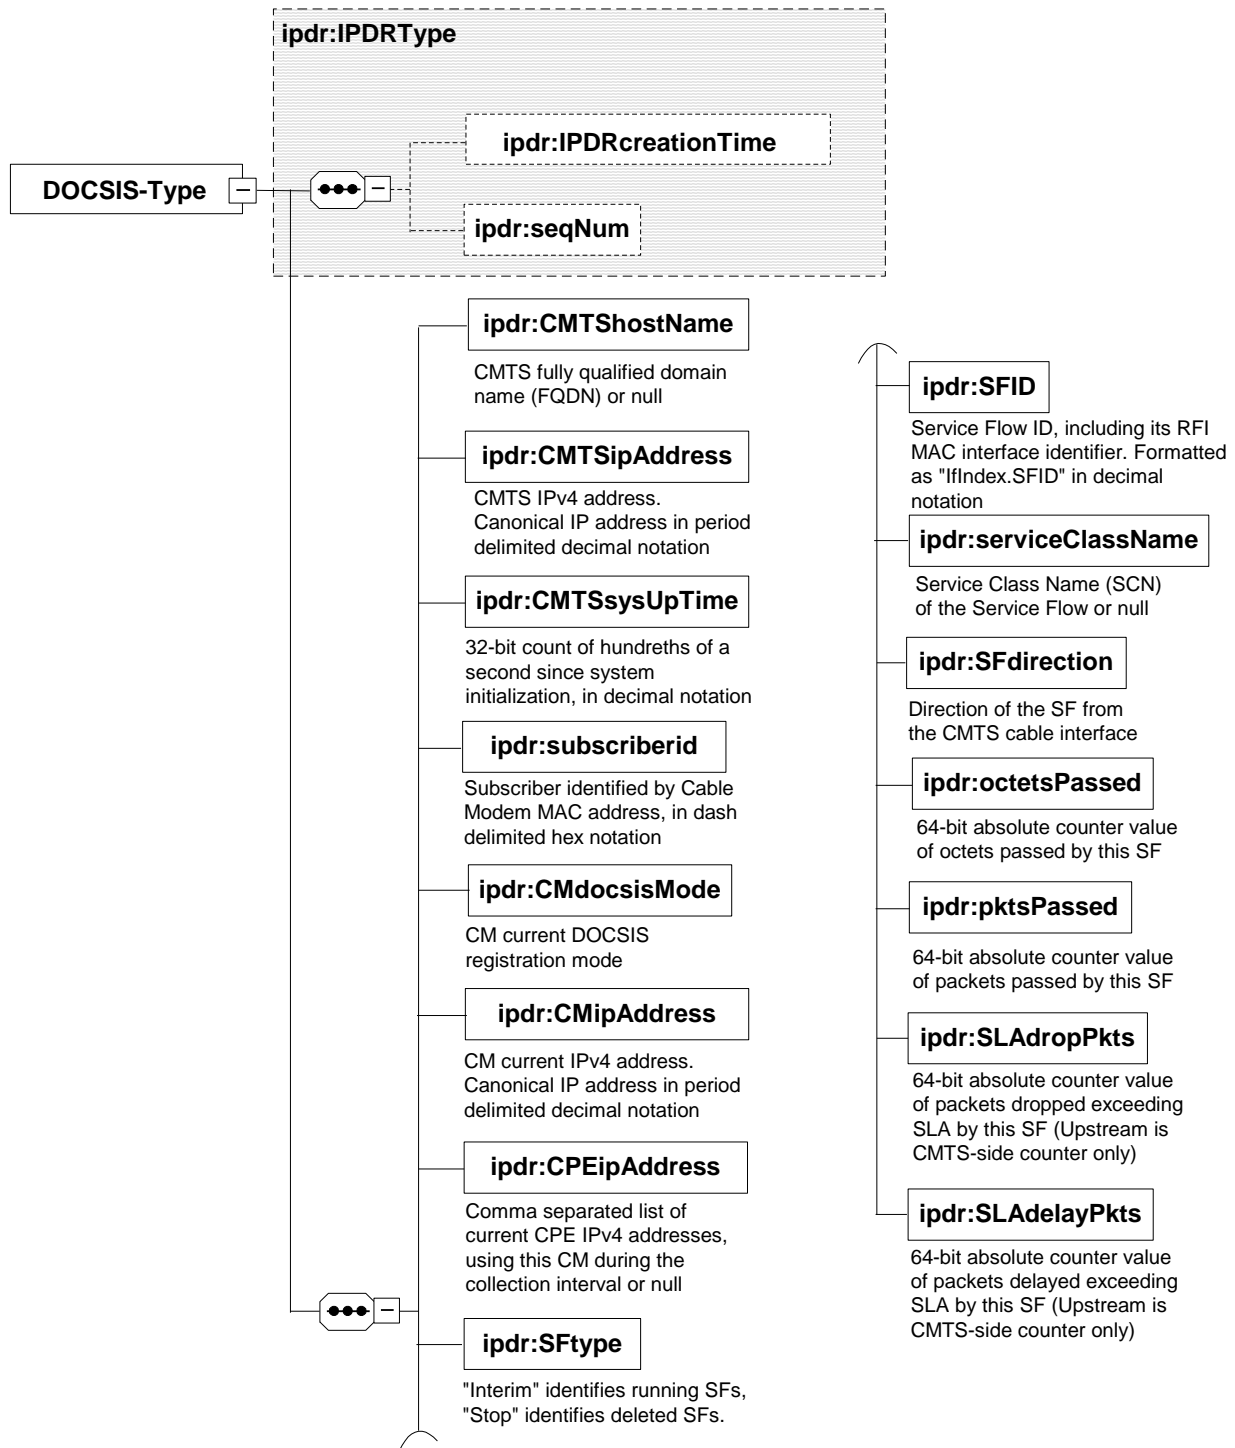 ipdr:IPDRType
ipdr:IPDRcreationTime
DOCSIS-Type
ipdr:seqNum
ipdr:CMTShostName
CMTS fully qualified domain
name (FQDN) or null
ipdr:CMTSipAddress
CMTS IPv4 address.
Canonical IP address in period
delimited decimal notation
ipdr:CMTSsysUpTime
32-bit count of hundreths of a
second since system
initialization, in decimal notation
ipdr:subscriberid
Subscriber identified by Cable
Modem MAC address, in dash
delimited hex notation
ipdr:CMdocsisMode
CM current DOCSIS
registration mode
ipdr:CMipAddress
CM current IPv4 address.
Canonical IP address in period
delimited decimal notation
ipdr:CPEipAddress
Comma separated list of
current CPE IPv4 addresses,
using this CM during the
collection interval or null
ipdr:SFtype
"Interim" identifies running SFs,
"Stop" identifies deleted SFs.
ipdr:SFID
Service Flow ID, including its RFI
MAC interface identifier. Formatted
as "IfIndex.SFID" in decimal
notation
ipdr:serviceClassName
Service Class Name (SCN)
of the Service Flow or null
ipdr:SFdirection
Direction of the SF from
the CMTS cable interface
ipdr:octetsPassed
64-bit absolute counter value
of octets passed by this SF
ipdr:pktsPassed
64-bit absolute counter value
of packets passed by this SF
ipdr:SLAdropPkts
64-bit absolute counter value
of packets dropped exceeding
SLA by this SF (Upstream is
CMTS-side counter only)
ipdr:SLAdelayPkts
64-bit absolute counter value
of packets delayed exceeding
SLA by this SF (Upstream is
CMTS-side counter only)